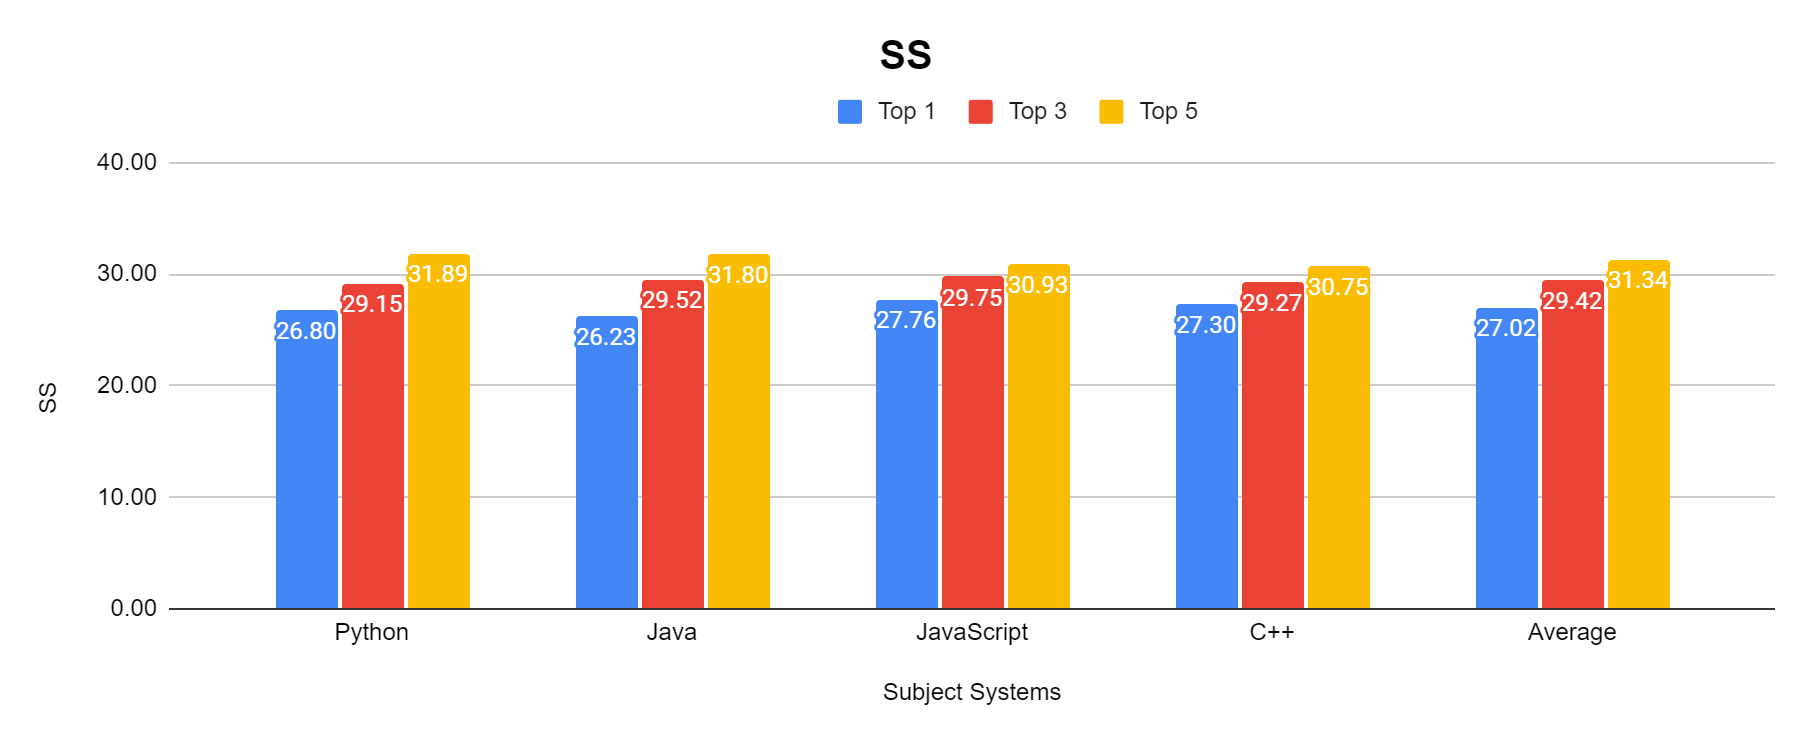 SS
Top 1 Top 3 Top 5
40.00
30.00
20.00
10.00
0.00
SS
26.80 29.15 31.89
26.23 29.52 31.80
27.76 29.75 30.93
27.30 29.27 30.75
27.02 29.42 31.34
Python Java JavaScript C++ Average
Subject Systems